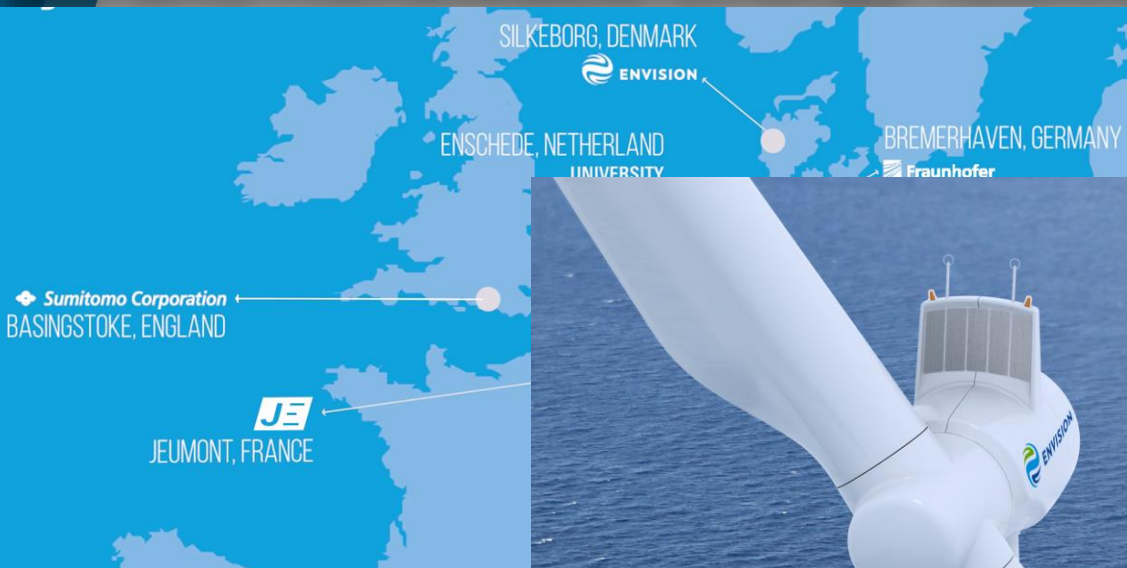 SILKEBORG, DENMARK
ENVISION
ENSCHEDE, NETHERLAND
UNIVERSITY
BREMERHAVEN, GERMANY
Fraunhofer
Sumitomo Corporation
BASINGSTOKE, ENGLAND
JE
JEUMONT, FRANCE
ENVISION